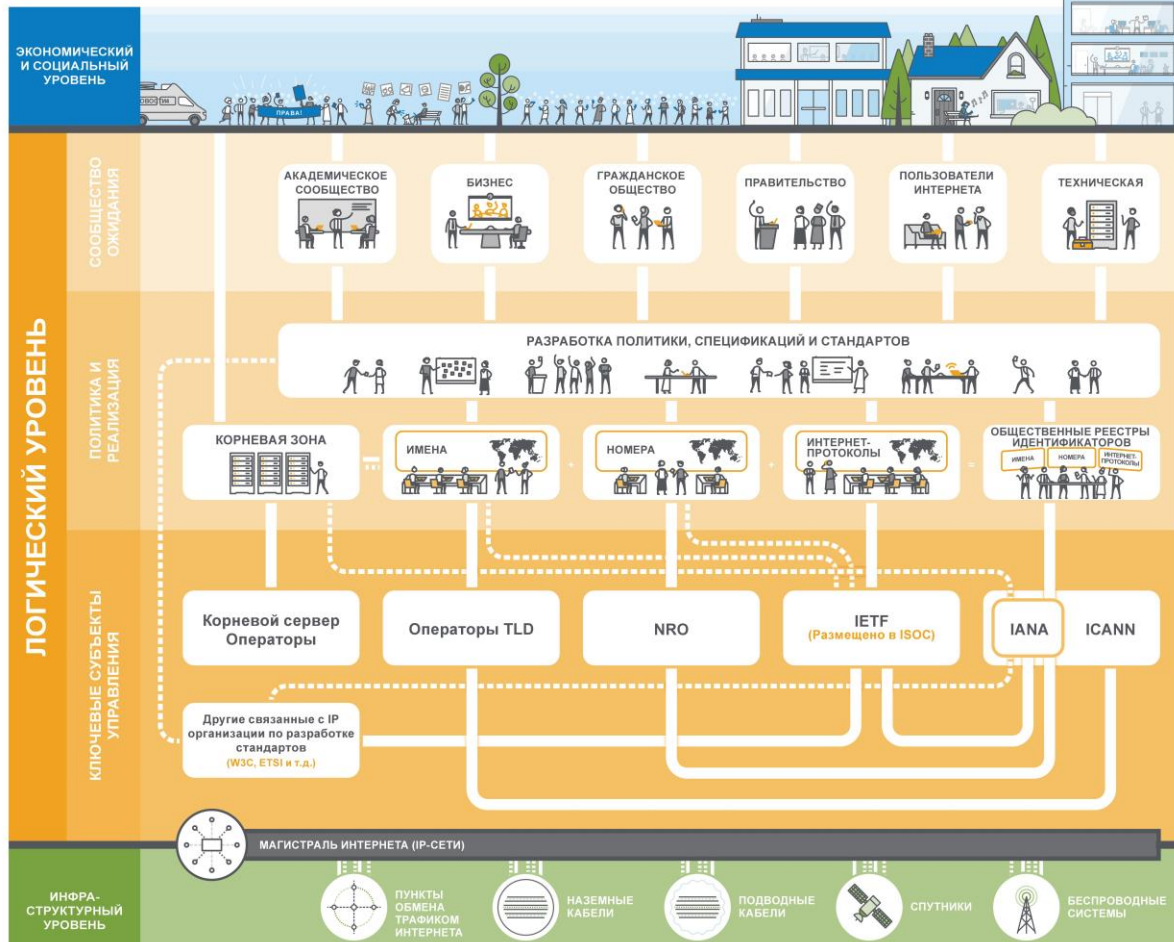 ЭКОНОМИЧЕСКИЙ
И СОЦИАЛЬНЫЙ
УРОВЕНЬ
НОВОСТИ
ПРАВА!
ЛОГИЧЕСКИЙ УРОВЕНЬ
СООБЩЕСТВО
ОЖИДАНИЯ
АКАДЕМИЧЕСКОЕ
СООБЩЕСТВО
БИЗНЕС
ГРАЖДАНСКОЕ
ОБЩЕСТВО
ПРАВИТЕЛЬСТВО
ПОЛЬЗОВАТЕЛИ
ИНТЕРНЕТА
ТЕХНИЧЕСКАЯ
ПОЛИТИКА И
РЕАЛИЗАЦИЯ
РАЗРАБОТКА ПОЛИТИКИ, СПЕЦИФИКАЦИЙ И СТАНДАРТОВ
КОРНЕВАЯ ЗОНА
ИМЕНА
+
НОМЕРА
+
ИНТЕРНЕТ-
ПРОТОКОЛЫ
=
ОБЩЕСТВЕННЫЕ РЕЕСТРЫ
ИДЕНТИФИКАТОРОВ
ИМЕНА
НОМЕРА
ИНТЕРНЕТ-
ПРОТОКОЛЫ
КЛЮЧЕВЫЕ СУБЪЕКТЫ
УПРАВЛЕНИЯ
Корневой сервер
Операторы
Операторы TLD
NRO
IETF
(Размещено в ISOC)
IANA
ICANN
Другие связанные с IP
организации по разработке
стандартов
(W3C, ETSI и т.д.)
МАГИСТРАЛЬ ИНТЕРНЕТА (IP-СЕТИ)
ИНФРА-
СТРУКТУРНЫЙ
УРОВЕНЬ
ПУНКТЫ
ОБМЕНА
ТРАФИКОМ
ИНТЕРНЕТА
НАЗЕМНЫЕ
КАБЕЛИ
ПОДВОДНЫЕ
КАБЕЛИ
СПУТНИКИ
БЕСПРОВОДНЫЕ
СИСТЕМЫ